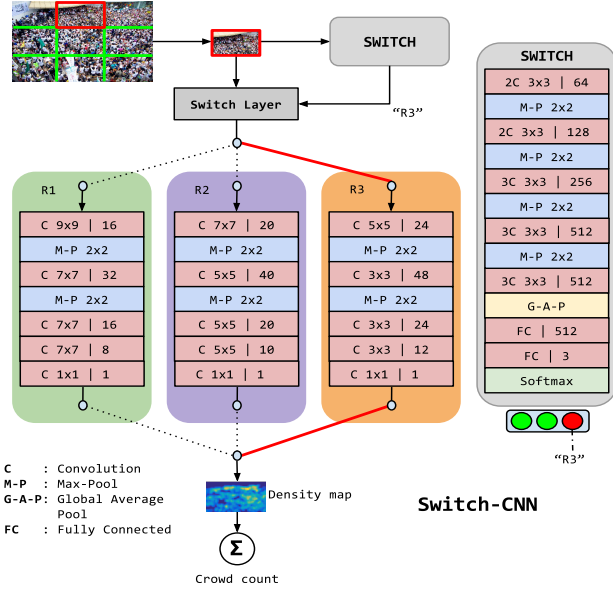 SWITCH
Switch Layer
“R3”
R1
C 9x9 | 16
M-P 2x2
C 7x7 | 32
M-P 2x2
C 7x7 | 16
C 7x7 | 8
C 1x1 | 1
R2
C 7x7 | 20
M-P 2x2
C 5x5 | 40
M-P 2x2
C 5x5 | 20
C 5x5 | 10
C 1x1 | 1
R3
C 5x5 | 24
M-P 2x2
C 3x3 | 48
M-P 2x2
C 3x3 | 24
C 3x3 | 12
C 1x1 | 1
SWITCH
2C 3x3 | 64
M-P 2x2
2C 3x3 | 128
M-P 2x2
3C 3x3 | 256
M-P 2x2
3C 3x3 | 512
M-P 2x2
3C 3x3 | 512
G-A-P
FC | 512
FC | 3
Softmax
“R3”
C : Convolution
M-P : Max-Pool
G-A-P: Global Average
Pool
FC : Fully Connected
Density map
Σ
Crowd count
Switch-CNN